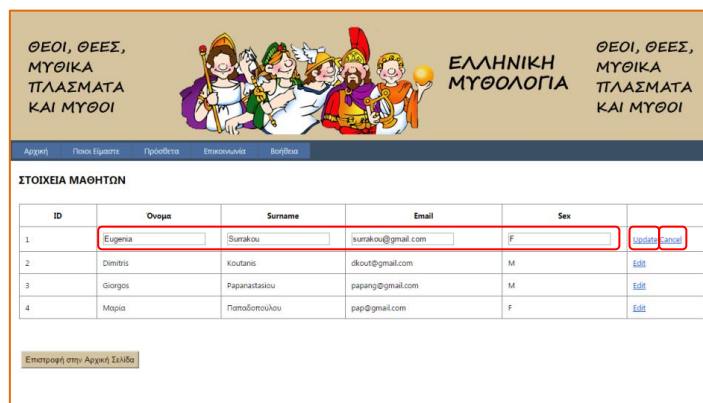 ΘΕΟΙ, ΘΕΕΣ,
ΜΥΘΙΚΑ
ΠΛΑΣΜΑΤΑ
ΚΑΙ ΜΥΘΟΙ
ΕΛΛΗΝΙΚΗ
ΜΥΘΟΛΟΓΙΑ
ΘΕΟΙ, ΘΕΕΣ,
ΜΥΘΙΚΑ
ΠΛΑΣΜΑΤΑ
ΚΑΙ ΜΥΘΟΙ
Αρχική Ποιοι Είμαστε Πρόσθετα Επικοινωνία Βοήθεια
ΣΤΟΙΧΕΙΑ ΜΑΘΗΤΩΝ
ID Όνομα Surname Email Sex
1 Eugenia Surrakou surrakou@gmail.com F Update Cancel
2 Dimitris Koutanis dkout@gmail.com M Edit
3 Giorgos Papanastasiou papang@gmail.com M Edit
4 Μαρία Παπαδοπούλου pap@gmail.com F Edit
Επιστροφή στην Αρχική Σελίδα